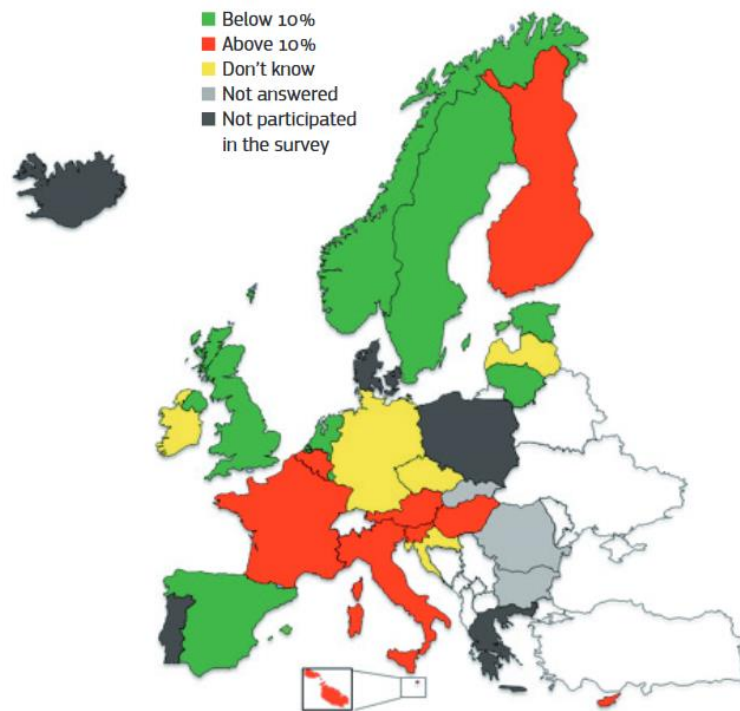 Below 10%
Above 10%
Don't know
Not answered
Not participated
in the survey